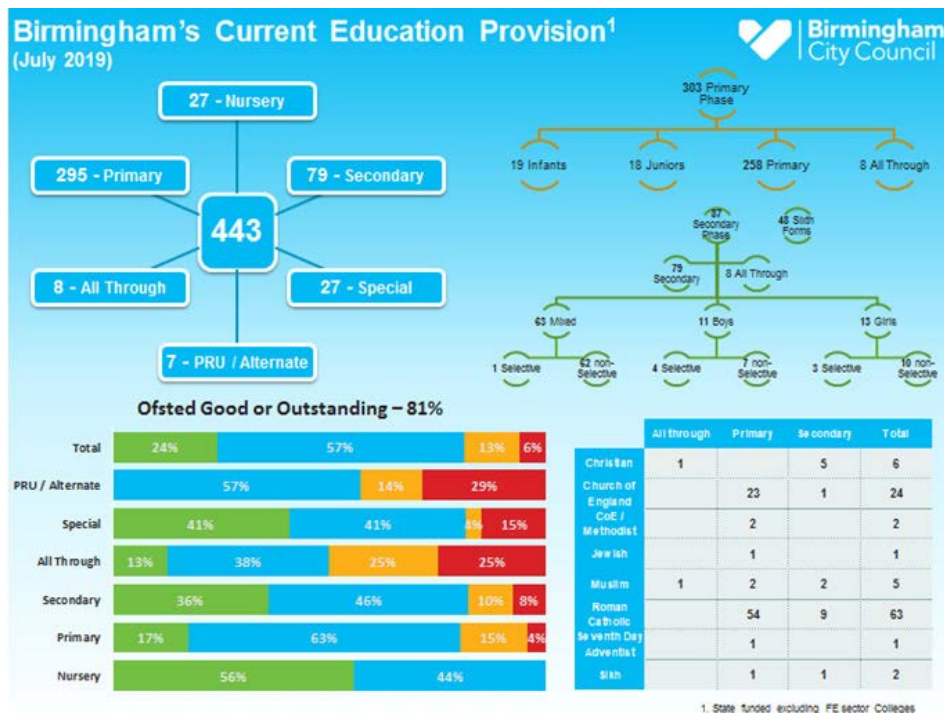 Birmingham's Current Education Provision1
(July 2019)
Birmingham
City Council
27 - Nursery
295 - Primary
79 - Secondary
443
8 - All Through
27 - Special
7 - PRU / Alternate
303 Primary
Phase
19 Infants
18 Juniors
258 Primary
8 All Through
87
Secondary
Phase
48 Sixth
Forms
79
Secondary
8 All Through
63 Mixed
11 Boys
13 Girls
1 Selective
62 non-
Selective
4 Selective
7 non-
Selective
3 Selective
10 non-
Selective
Ofsted Good or Outstanding – 81%
Total 24% 57% 13% 6%
PRU / Alternate 57% 14% 29%
Special 41% 41% 4% 15%
All Through 13% 38% 25% 25%
Secondary 36% 46% 10% 8%
Primary 17% 63% 15% 4%
Nursery 56% 44%
All through Primary Secondary Total
Christian 1 5 6
Church of
England 23 1 24
CoE /
Methodist 2 2
Jewish 1 1
Muslim 1 2 2 5
Roman
Catholic 54 9 63
Seventh Day
Adventist 1 1
Sikh 1 1 2
1. State funded excluding FE sector Colleges